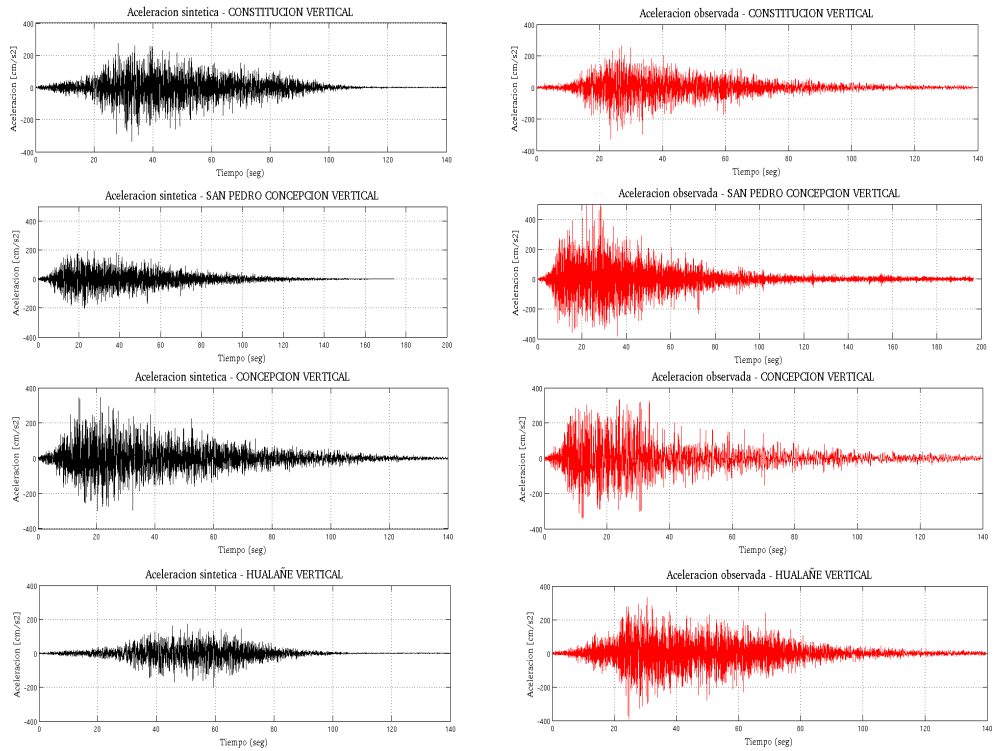 Aceleracion sintetica - CONSTITUCION VERTICAL
Aceleracion [cm/s2]
400
200
0
-200
-400
0 20 40 60 80 100 120 140
Tiempo (seg)
Aceleracion observada - CONSTITUCION VERTICAL
Aceleracion [cm/s2]
400
200
0
-200
-400
0 20 40 60 80 100 120 140
Tiempo (seg)
Aceleracion sintetica - SAN PEDRO CONCEPCION VERTICAL
Aceleracion [cm/s2]
400
200
0
-200
-400
0 20 40 60 80 100 120 140 160 180 200
Tiempo (seg)
Aceleracion observada - SAN PEDRO CONCEPCION VERTICAL
Aceleracion [cm/s2]
400
200
0
-200
-400
0 20 40 60 80 100 120 140 160 180 200
Tiempo (seg)
Aceleracion sintetica - CONCEPCION VERTICAL
Aceleracion [cm/s2]
400
200
0
-200
-400
0 20 40 60 80 100 120 140
Tiempo (seg)
Aceleracion observada - CONCEPCION VERTICAL
Aceleracion [cm/s2]
400
200
0
-200
-400
0 20 40 60 80 100 120 140
Tiempo (seg)
Aceleracion sintetica - HUALAÑE VERTICAL
Aceleracion [cm/s2]
400
200
0
-200
-400
0 20 40 60 80 100 120 140
Tiempo (seg)
Aceleracion observada - HUALAÑE VERTICAL
Aceleracion [cm/s2]
400
200
0
-200
-400
0 20 40 60 80 100 120 140
Tiempo (seg)